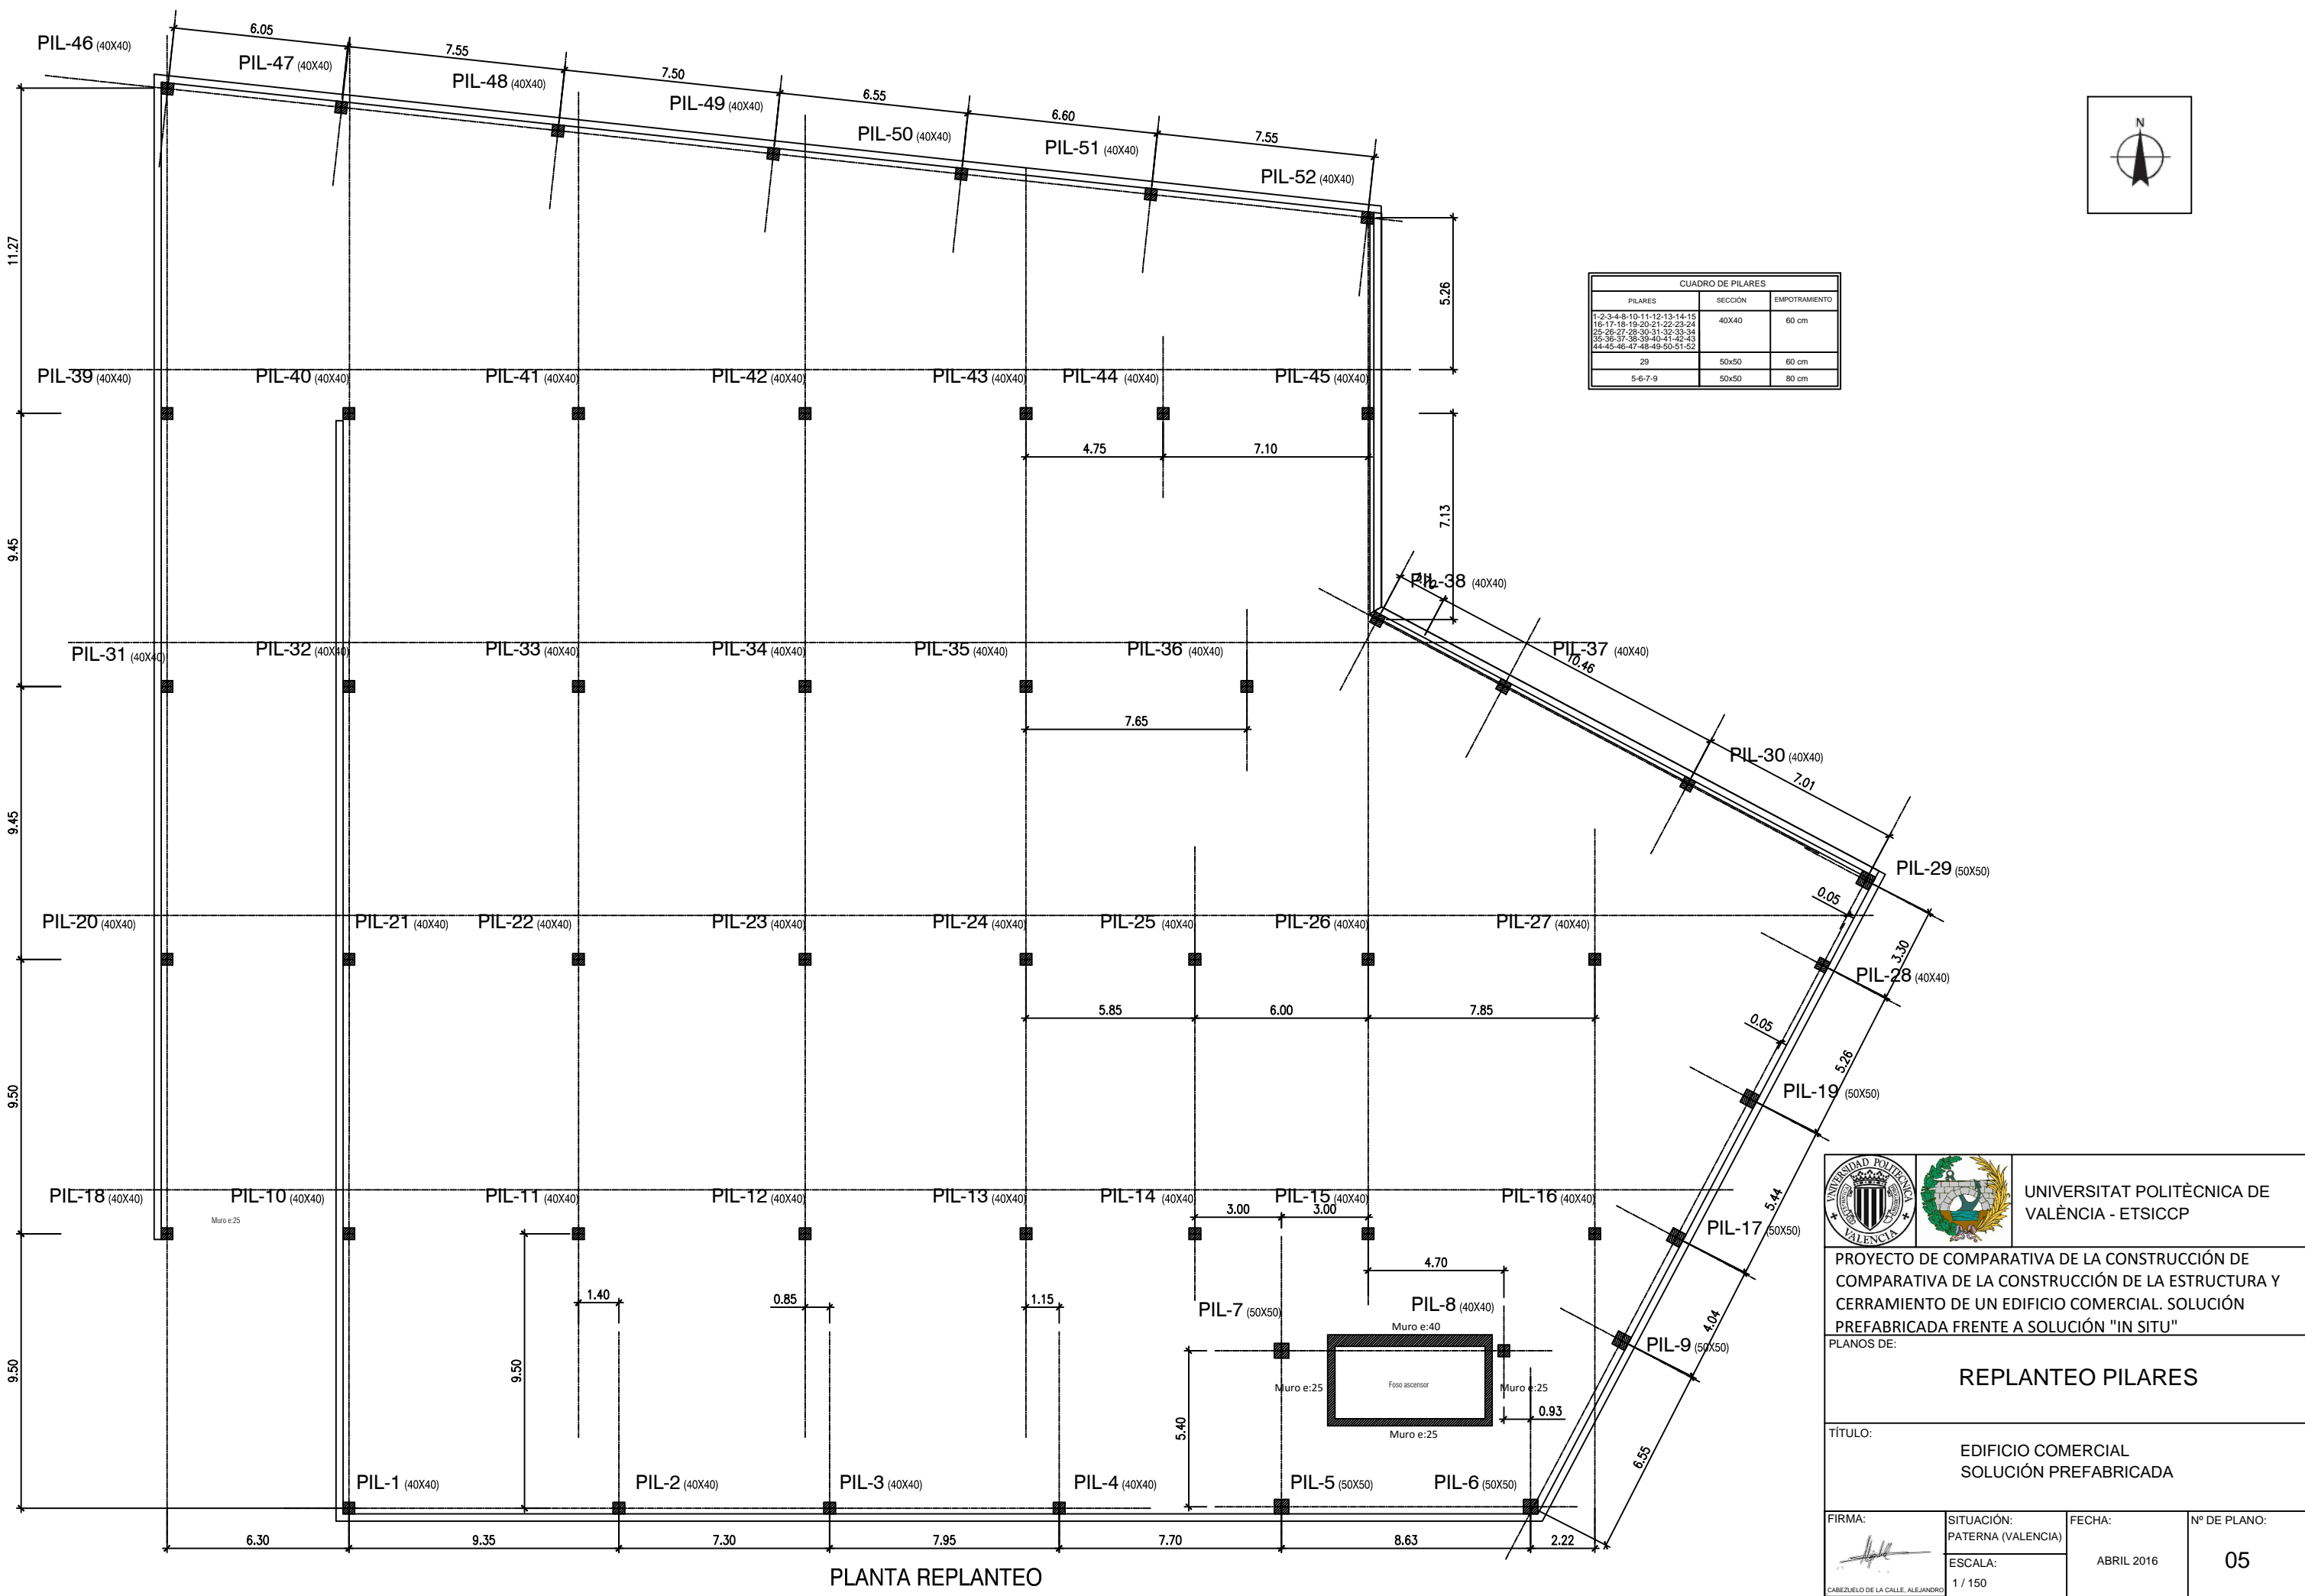 6.05
7.55
7.50
6.55
6.60
7.55
PIL-46 (40X40)
PIL-47 (40X40)
PIL-48 (40X40)
PIL-49 (40X40)
PIL-50 (40X40)
PIL-51 (40X40)
PIL-52 (40X40)
N
11.27
5.26
CUADRO DE PILARES
PILARES SECCIÓN EMPOTRAMIENTO
1-2-3-4-8-10-11-12-13-14-15
16-17-18-19-20-21-22-23-24
25-26-27-28-30-31-32-33-34
35-36-37-38-39-40-41-42-43
44-45-46-47-48-49-50-51-52
40X40 60 cm
29 50x50 60 cm
5-6-7-9 50x50 80 cm
PIL-39 (40X40)
PIL-40 (40X40)
PIL-41 (40X40)
PIL-42 (40X40)
PIL-43 (40X40)
PIL-44 (40X40)
PIL-45 (40X40)
4.75
7.10
9.45
7.13
PIL-38 (40X40)
PIL-31 (40X40)
PIL-32 (40X40)
PIL-33 (40X40)
PIL-34 (40X40)
PIL-35 (40X40)
PIL-36 (40X40)
PIL-37 (40X40)
10.46
7.65
PIL-30 (40X40)
7.01
9.45
PIL-29 (50X50)
0.05
3.30
PIL-20 (40X40)
PIL-21 (40X40)
PIL-22 (40X40)
PIL-23 (40X40)
PIL-24 (40X40)
PIL-25 (40X40)
PIL-26 (40X40)
PIL-27 (40X40)
PIL-28 (40X40)
5.85
6.00
7.85
0.05
5.26
9.50
PIL-19 (50X50)
PIL-18 (40X40)
PIL-10 (40X40)
PIL-11 (40X40)
PIL-12 (40X40)
PIL-13 (40X40)
PIL-14 (40X40)
PIL-15 (40X40)
PIL-16 (40X40)
5.44
Muro e:25
3.00
3.00
PIL-17 (50X50)
4.70
1.40
0.85
1.15
PIL-7 (50X50)
PIL-8 (40X40)
Muro e:40
4.04
PIL-9 (50X50)
9.50
9.50
Muro e:25
Foso ascensor
Muro e:25
5.40
0.93
Muro e:25
6.55
PIL-1 (40X40)
PIL-2 (40X40)
PIL-3 (40X40)
PIL-4 (40X40)
PIL-5 (50X50)
PIL-6 (50X50)
6.30
9.35
7.30
7.95
7.70
8.63
2.22
PLANTA REPLANTEO
UNIVERSIDAD POLITECNICA
VALENCIA
UNIVERSITAT POLITÈCNICA DE
VALÈNCIA - ETSICCP
PROYECTO DE COMPARATIVA DE LA CONSTRUCCIÓN DE
COMPARATIVA DE LA CONSTRUCCIÓN DE LA ESTRUCTURA Y
CERRAMIENTO DE UN EDIFICIO COMERCIAL. SOLUCIÓN
PREFABRICADA FRENTE A SOLUCIÓN "IN SITU"
PLANOS DE:
REPLANTEO PILARES
TÍTULO:
EDIFICIO COMERCIAL
SOLUCIÓN PREFABRICADA
FIRMA:
CABEZUELO DE LA CALLE, ALEJANDRO
SITUACIÓN:
PATERNA (VALENCIA)
ESCALA:
1 / 150
FECHA:
ABRIL 2016
Nº DE PLANO:
05